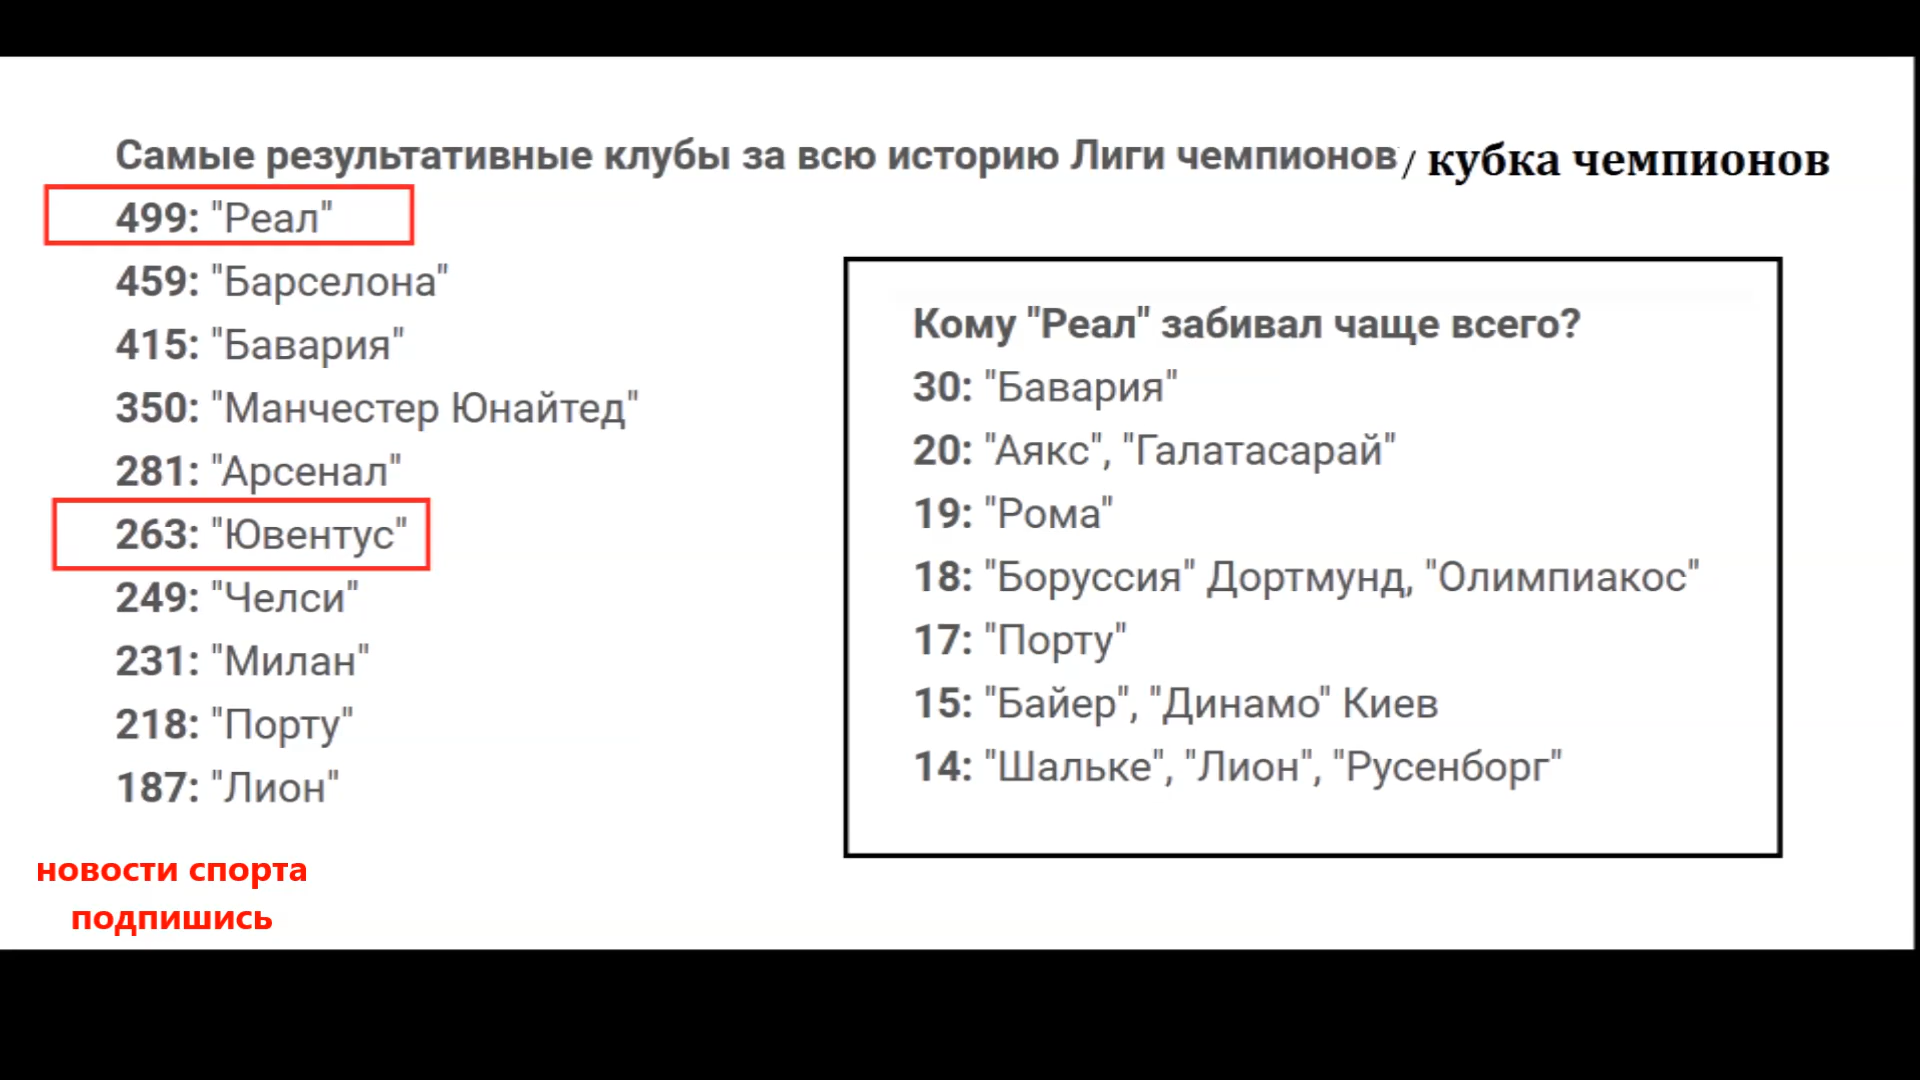 Самые результативные клубы за всю историю Лиги чемпионов / кубка чемпионов
499: "Реал"
459: "Барселона"
415: "Бавария"
350: "Манчестер Юнайтед"
281: "Арсенал"
263: "Ювентус"
249: "Челси"
231: "Милан"
218: "Порту"
187: "Лион"
Кому "Реал" забивал чаще всего?
30: "Бавария"
20: "Аякс", "Галатасарай"
19: "Рома"
18: "Боруссия" Дортмунд, "Олимпиакос"
17: "Порту"
15: "Байер", "Динамо" Киев
14: "Шальке", "Лион", "Русенборг"
новости спорта
подпишись